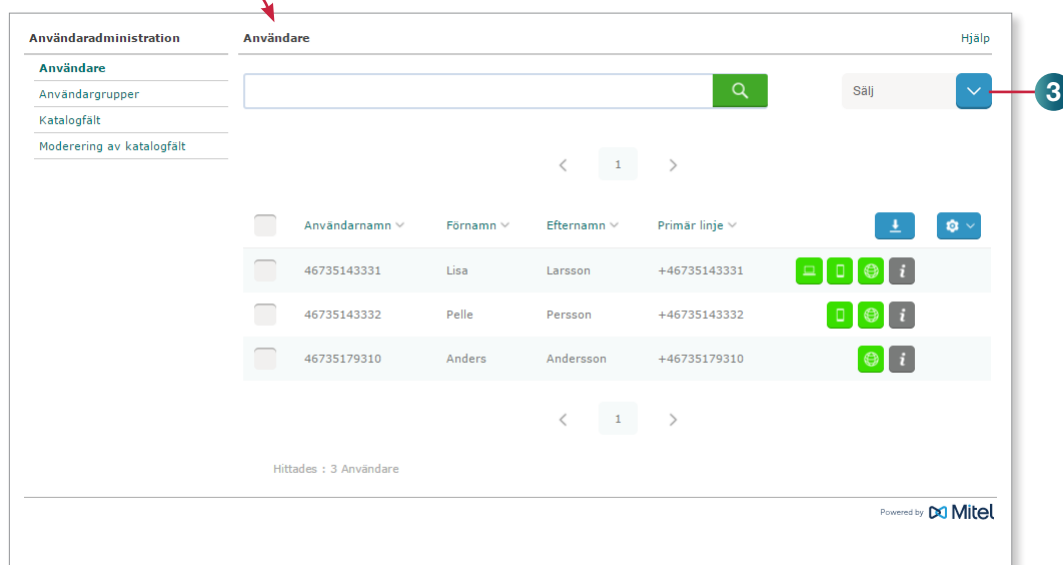 Användaradministration
Användare
Hjälp
Användare
Användargrupper
Katalogfält
Moderering av katalogfält
Sälj
3
1
Användarnamn Förnamn Efternamn Primär linje
46735143331 Lisa Larsson +46735143331 i
46735143332 Pelle Persson +46735143332 i
46735179310 Anders Andersson +46735179310 i
1
Hittades : 3 Användare
Powered by Mitel